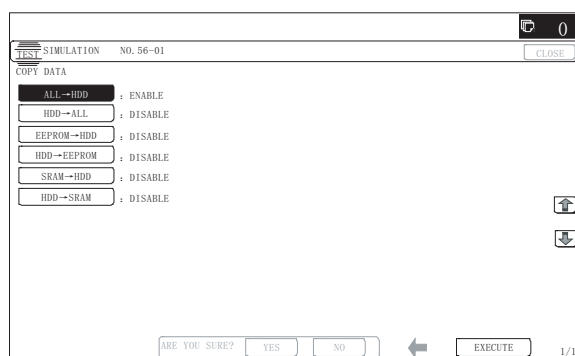 0
TEST SIMULATION NO. 56-01
CLOSE
COPY DATA
ALL→HDD : ENABLE
HDD→ALL : DISABLE
EEPROM→HDD : DISABLE
HDD→EEPROM : DISABLE
SRAM→HDD : DISABLE
HDD→SRAM : DISABLE
ARE YOU SURE? YES NO EXECUTE 1/1